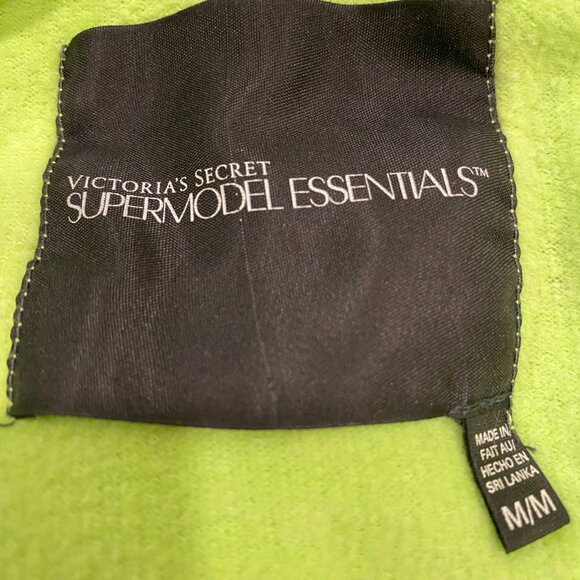 VICTORIA'S SECRET
SUPERMODEL ESSENTIALS™
MADE IN/
FAIT AU/
HECHO EN
SRI LANKA
M/M